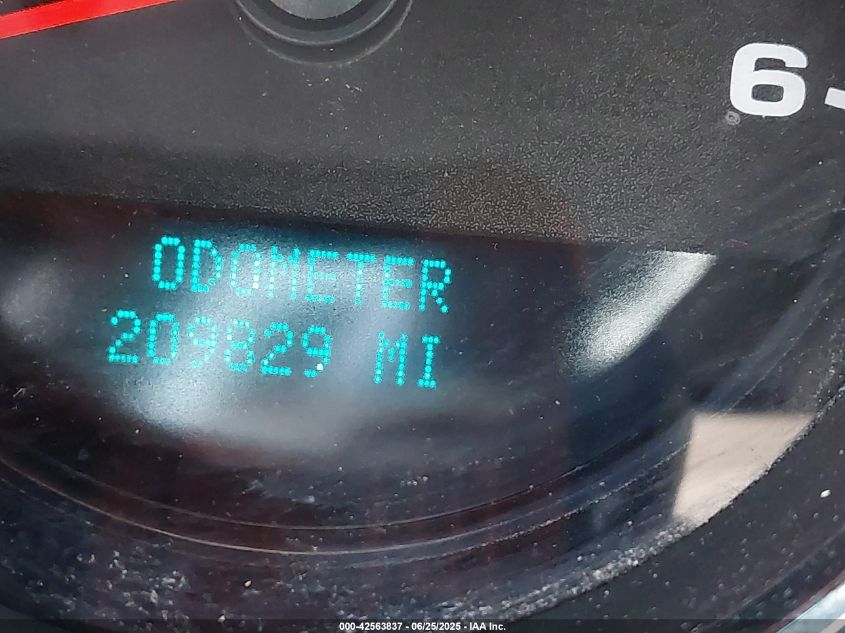 6
ODOMETER
209829 MI
000-42563837 - 06/25/2025 - IAA Inc.